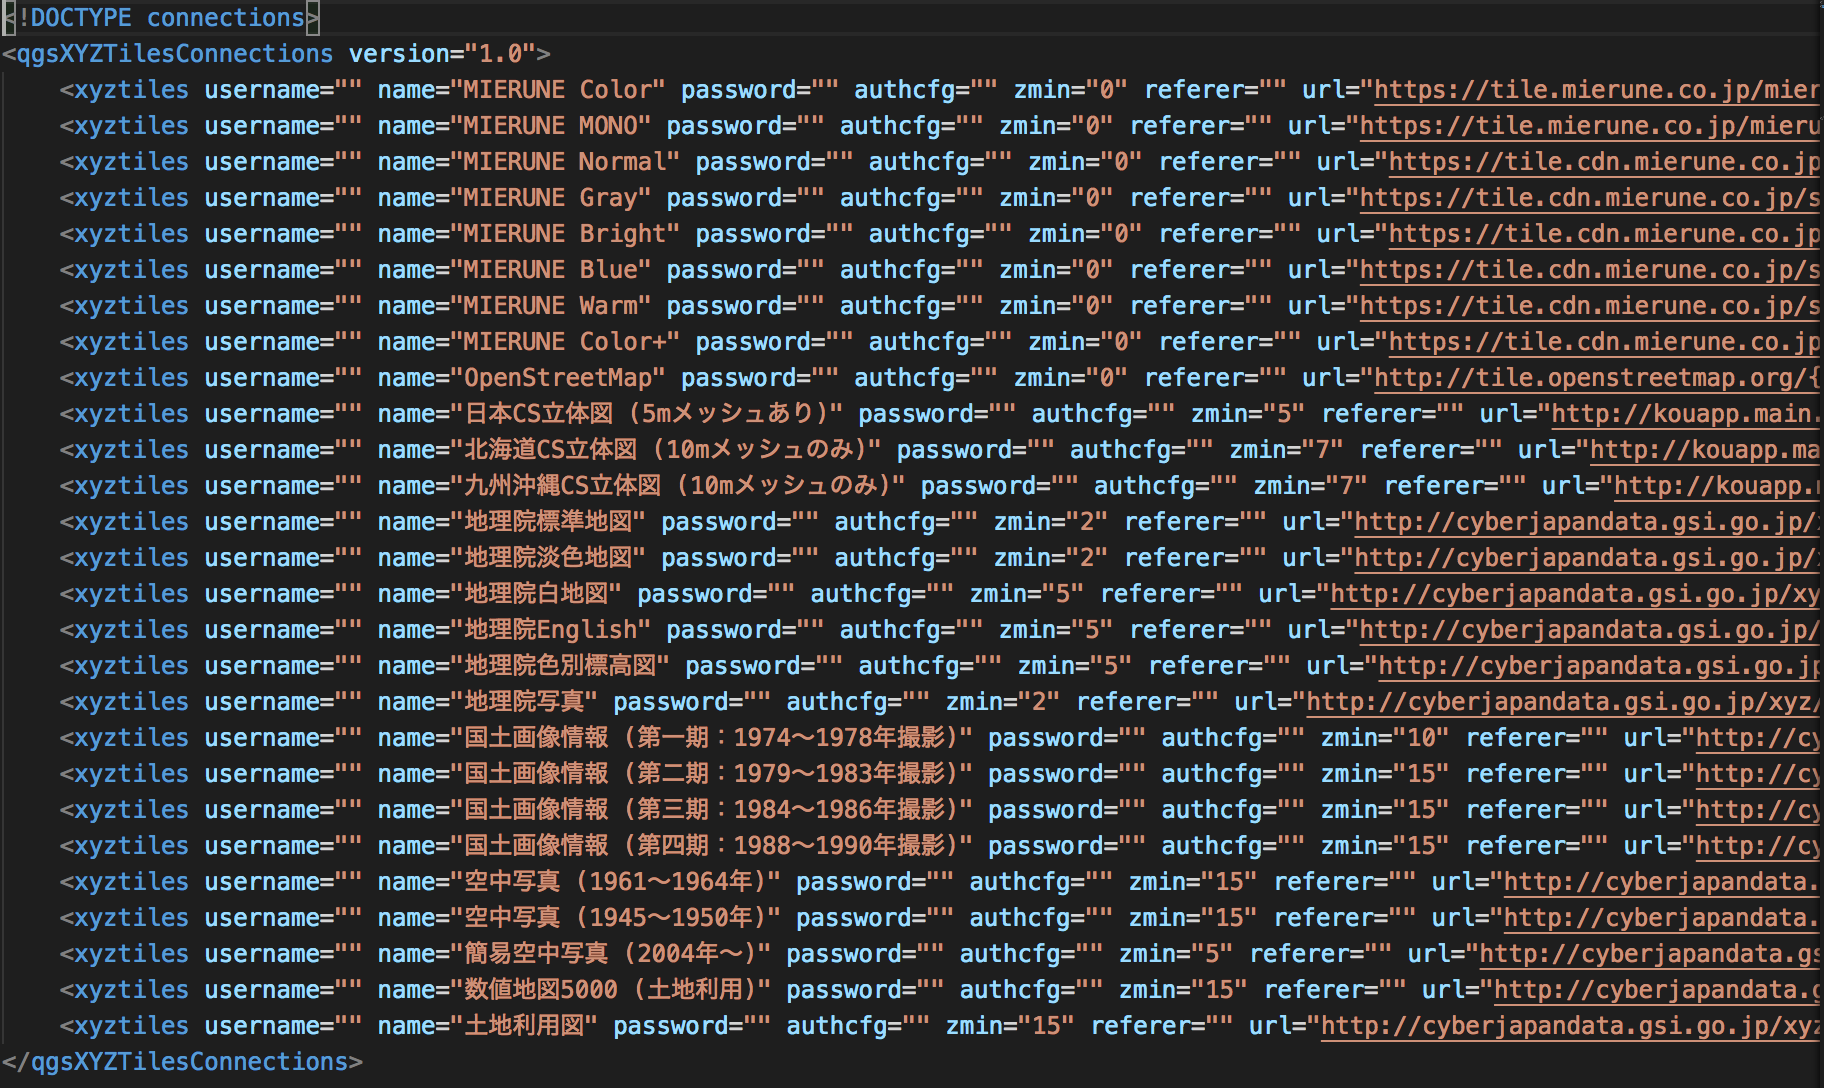 <!DOCTYPE connections>
<qgsXYZTilesConnections version="1.0">
<xyztiles username="" name="MIERUNE Color" password="" authcfg="" zmin="0" referer="" url="https://tile.mierune.co.jp/mier
<xyztiles username="" name="MIERUNE MONO" password="" authcfg="" zmin="0" referer="" url="https://tile.mierune.co.jp/mieru
<xyztiles username="" name="MIERUNE Normal" password="" authcfg="" zmin="0" referer="" url="https://tile.cdn.mierune.co.jp
<xyztiles username="" name="MIERUNE Gray" password="" authcfg="" zmin="0" referer="" url="https://tile.cdn.mierune.co.jp/s
<xyztiles username="" name="MIERUNE Bright" password="" authcfg="" zmin="0" referer="" url="https://tile.cdn.mierune.co.jp
<xyztiles username="" name="MIERUNE Blue" password="" authcfg="" zmin="0" referer="" url="https://tile.cdn.mierune.co.jp/s
<xyztiles username="" name="MIERUNE Warm" password="" authcfg="" zmin="0" referer="" url="https://tile.cdn.mierune.co.jp/s
<xyztiles username="" name="MIERUNE Color+" password="" authcfg="" zmin="0" referer="" url="https://tile.cdn.mierune.co.jp
<xyztiles username="" name="OpenStreetMap" password="" authcfg="" zmin="0" referer="" url="http://tile.openstreetmap.org/{
<xyztiles username="" name="日本CS立体図 (5mメッシュあり)" password="" authcfg="" zmin="5" referer="" url="http://kouapp.main.
<xyztiles username="" name="北海道CS立体図 (10mメッシュのみ)" password="" authcfg="" zmin="7" referer="" url="http://kouapp.ma
<xyztiles username="" name="九州沖縄CS立体図 (10mメッシュのみ)" password="" authcfg="" zmin="7" referer="" url="http://kouapp.
<xyztiles username="" name="地理院標準地図" password="" authcfg="" zmin="2" referer="" url="http://cyberjapandata.gsi.go.jp/
<xyztiles username="" name="地理院淡色地図" password="" authcfg="" zmin="2" referer="" url="http://cyberjapandata.gsi.go.jp/
<xyztiles username="" name="地理院白地図" password="" authcfg="" zmin="5" referer="" url="http://cyberjapandata.gsi.go.jp/xy
<xyztiles username="" name="地理院English" password="" authcfg="" zmin="5" referer="" url="http://cyberjapandata.gsi.go.jp/
<xyztiles username="" name="地理院色別標高図" password="" authcfg="" zmin="5" referer="" url="http://cyberjapandata.gsi.go.jp
<xyztiles username="" name="地理院写真" password="" authcfg="" zmin="2" referer="" url="http://cyberjapandata.gsi.go.jp/xyz/
<xyztiles username="" name="国土画像情報 (第一期：1974〜1978年撮影)" password="" authcfg="" zmin="10" referer="" url="http://cy
<xyztiles username="" name="国土画像情報 (第二期：1979〜1983年撮影)" password="" authcfg="" zmin="15" referer="" url="http://cy
<xyztiles username="" name="国土画像情報 (第三期：1984〜1986年撮影)" password="" authcfg="" zmin="15" referer="" url="http://cy
<xyztiles username="" name="国土画像情報 (第四期：1988〜1990年撮影)" password="" authcfg="" zmin="15" referer="" url="http://cy
<xyztiles username="" name="空中写真 (1961〜1964年)" password="" authcfg="" zmin="15" referer="" url="http://cyberjapandata.
<xyztiles username="" name="空中写真 (1945〜1950年)" password="" authcfg="" zmin="15" referer="" url="http://cyberjapandata.
<xyztiles username="" name="簡易空中写真 (2004年〜)" password="" authcfg="" zmin="5" referer="" url="http://cyberjapandata.gs
<xyztiles username="" name="数値地図5000 (土地利用)" password="" authcfg="" zmin="15" referer="" url="http://cyberjapandata.g
<xyztiles username="" name="土地利用図" password="" authcfg="" zmin="15" referer="" url="http://cyberjapandata.gsi.go.jp/xyz
</qgsXYZTilesConnections>